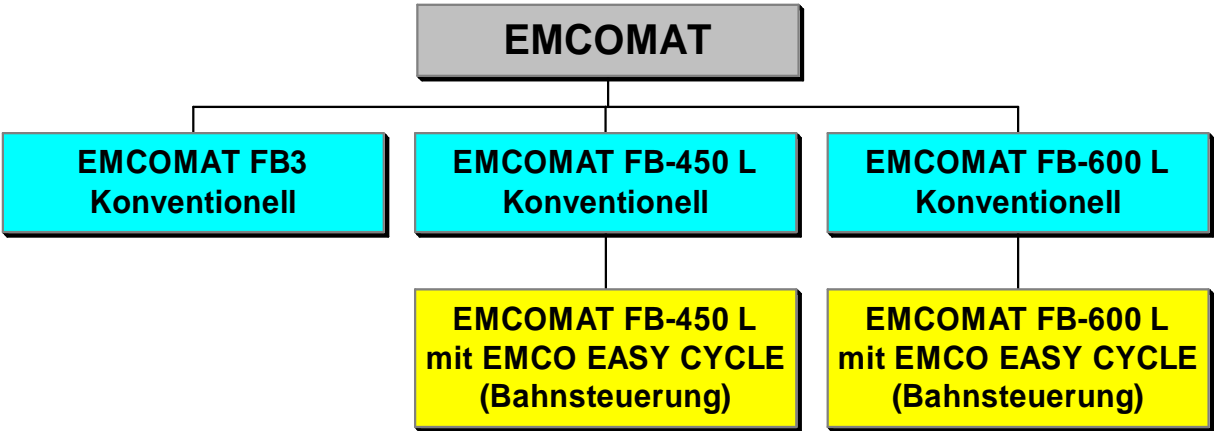 EMCOMAT
EMCOMAT FB3
Konventionell
EMCOMAT FB-450 L
Konventionell
EMCOMAT FB-600 L
Konventionell
EMCOMAT FB-450 L
mit EMCO EASY CYCLE
(Bahnsteuerung)
EMCOMAT FB-600 L
mit EMCO EASY CYCLE
(Bahnsteuerung)